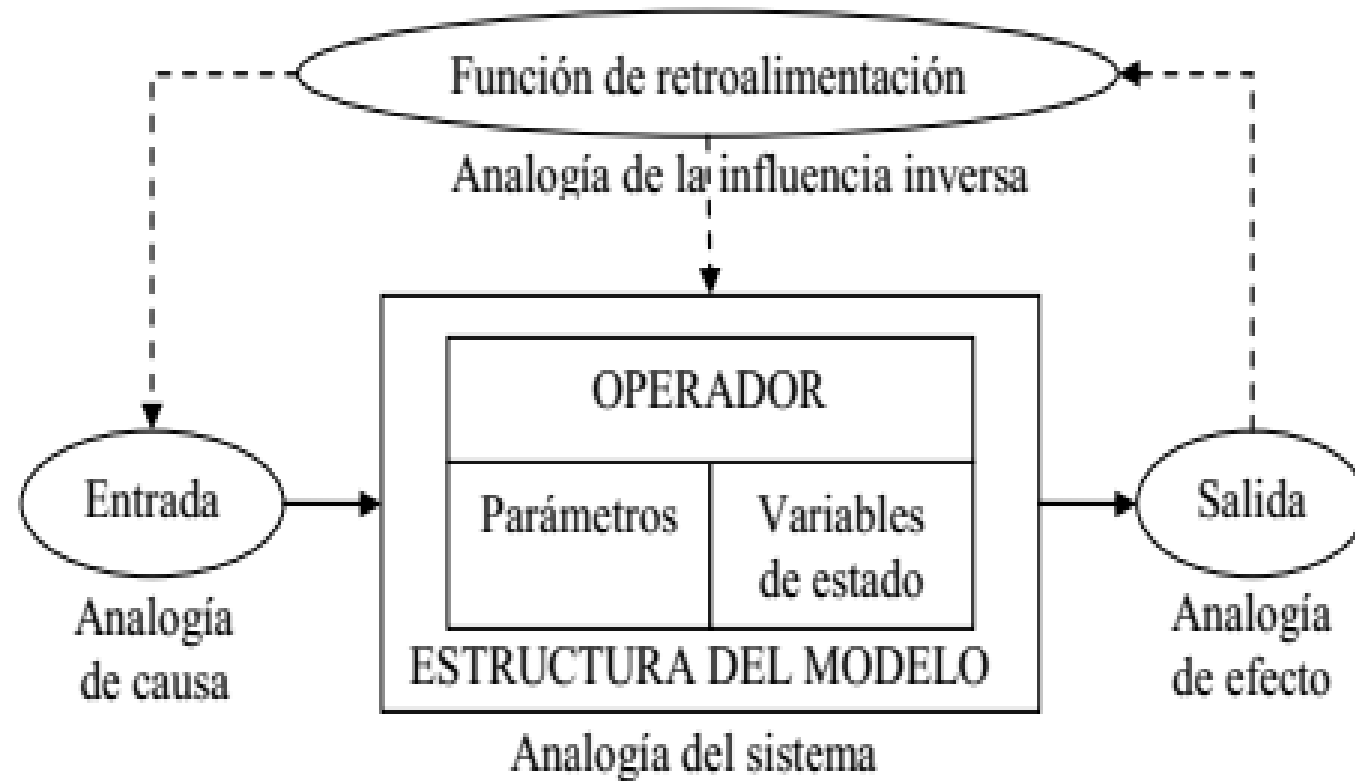 Función de retroalimentación
Analogía de la influencia inversa
OPERADOR
Entrada
Parámetros
Variables
de estado
Salida
Analogía
de causa
ESTRUCTURA DEL MODELO
Analogía
de efecto
Analogía del sistema